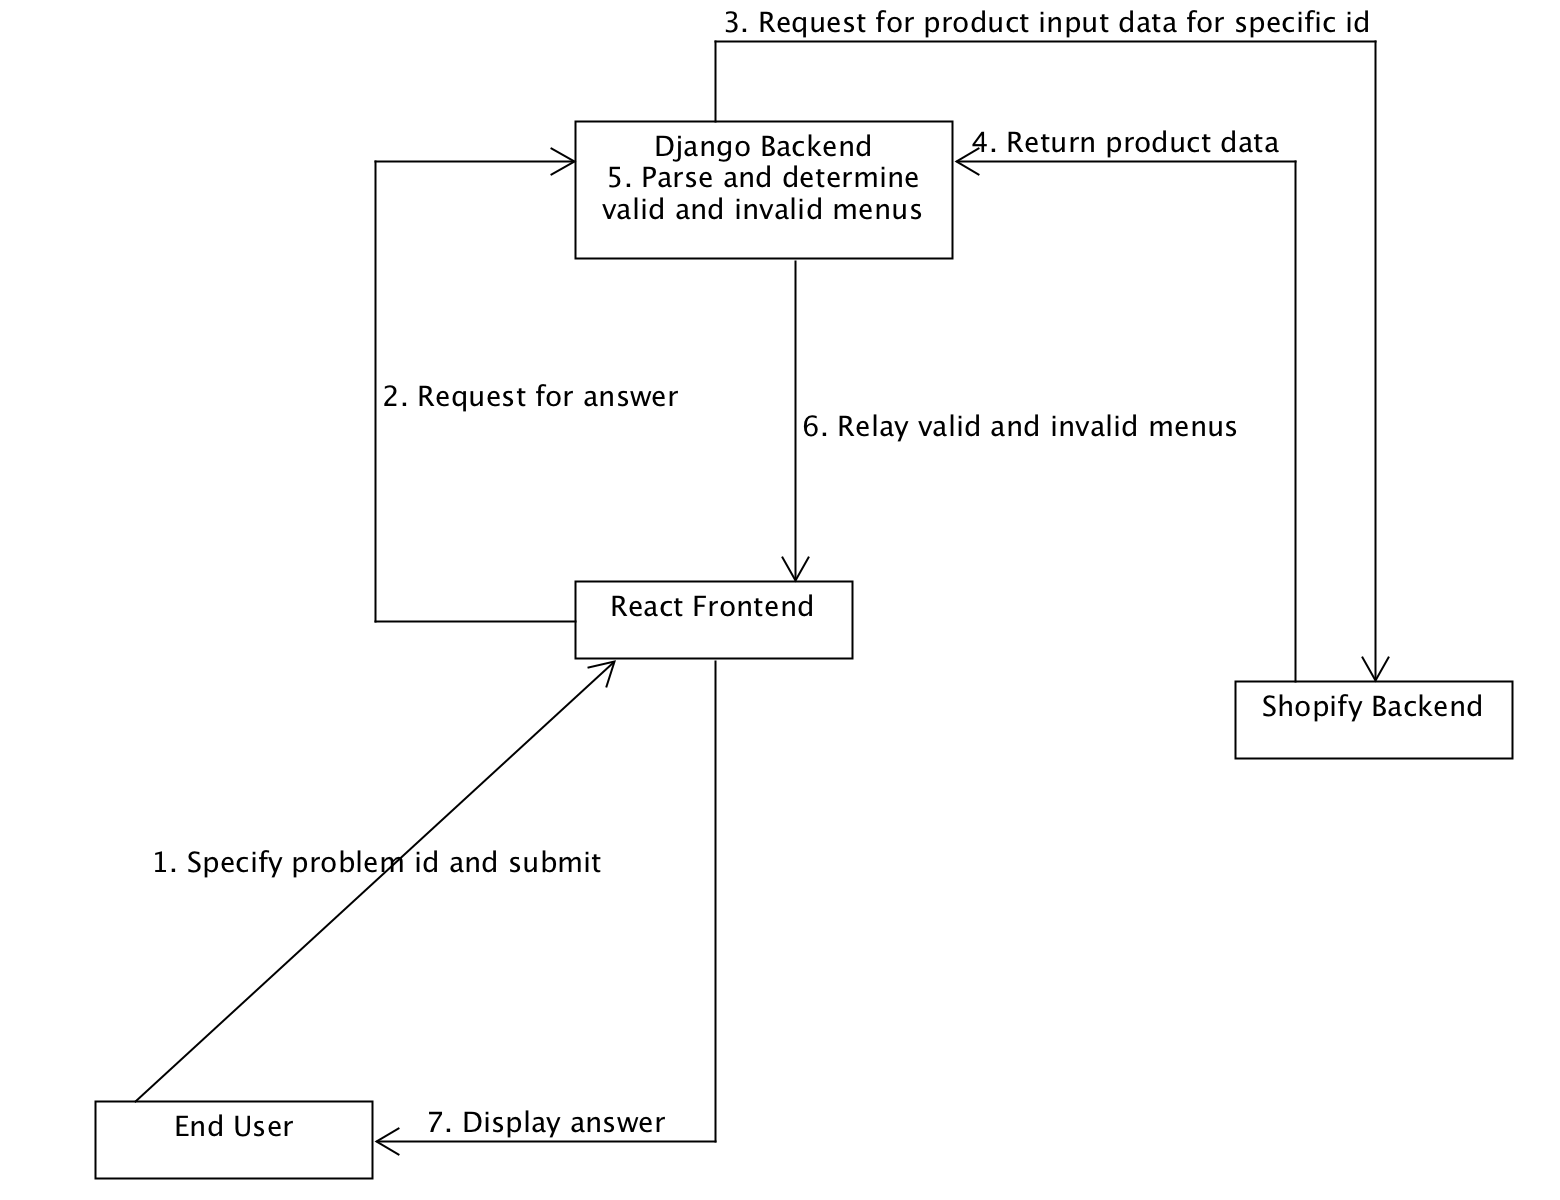 3. Request for product input data for specific id
Django Backend
5. Parse and determine
valid and invalid menus
4. Return product data
2. Request for answer
6. Relay valid and invalid menus
React Frontend
Shopify Backend
1. Specify problem id and submit
End User
7. Display answer